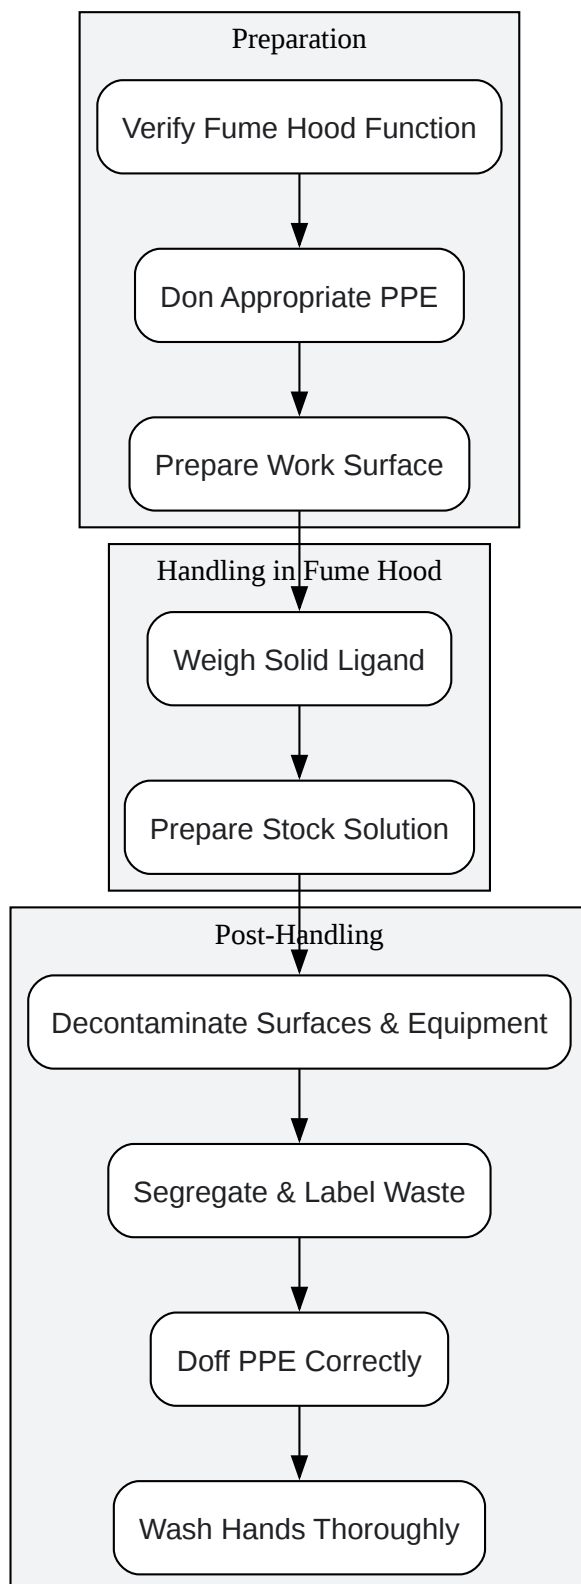 Preparation
Verify Fume Hood Function
Don Appropriate PPE
Prepare Work Surface
Handling in Fume Hood
Weigh Solid Ligand
Prepare Stock Solution
Post-Handling
Decontaminate Surfaces & Equipment
Segregate & Label Waste
Doff PPE Correctly
Wash Hands Thoroughly